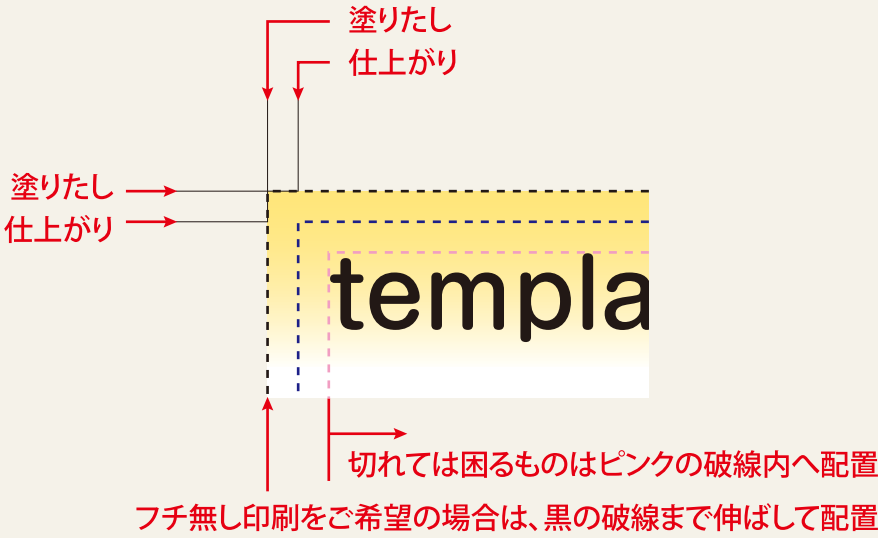 塗りたし
仕上がり
塗りたし
仕上がり
templa
切れては困るものはピンクの破線内へ配置
フチ無し印刷をご希望の場合は、黒の破線まで伸ばして配置